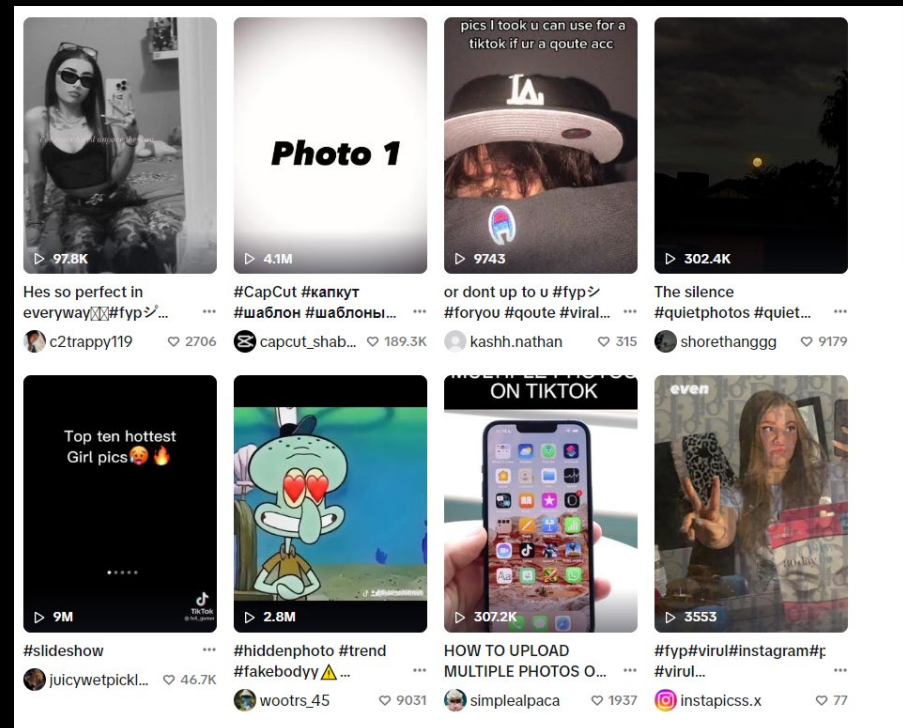 97.8K
Hes so perfect in
everyway #fypシ゚...
c2trappy119
2706
Photo 1
4.1M
#CapCut #капкут
#шаблон #шаблоны...
capcut_shab...
189.3K
pics I took u can use for a
tiktok if ur a qoute acc
LA
9743
or dont up to u #fypシ
#foryou #qoute #viral...
kashh.nathan
315
302.4K
The silence
#quietphotos #quiet...
shorethanggg
9179
Top ten hottest
Girl pics🥵🔥
TikTok
9M
#slideshow
juicywetpickl...
46.7K
2.8M
#hiddenphoto #trend
#fakebodyy⚠️...
wootrs_45
9031
MULTIPLE PHOTOS
ON TIKTOK
307.2K
HOW TO UPLOAD
MULTIPLE PHOTOS O...
simplealpaca
1937
even
3553
#fyp#virul#instagram#p
#virul...
instapicss.x
77